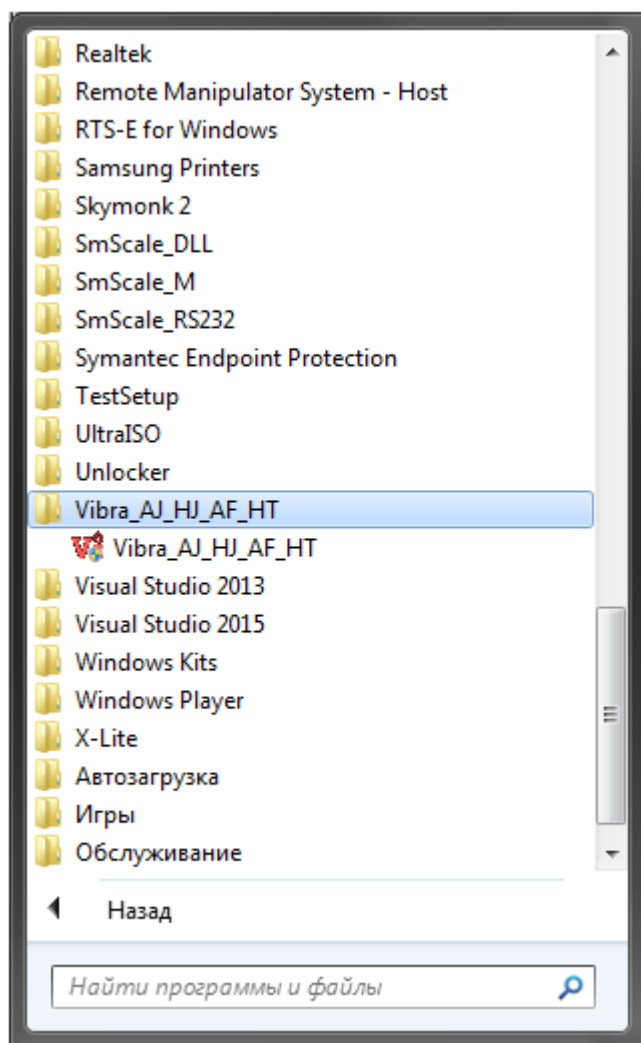 Realtek
Remote Manipulator System - Host
RTS-E for Windows
Samsung Printers
Skymonk 2
SmScale_DLL
SmScale_M
SmScale_RS232
Symantec Endpoint Protection
TestSetup
UltraISO
Unlocker
Vibra_AJ_HJ_AF_HT
Vibra_AJ_HJ_AF_HT
Visual Studio 2013
Visual Studio 2015
Windows Kits
Windows Player
X-Lite
Автозагрузка
Игры
Обслуживание
Назад
Найти программы и файлы